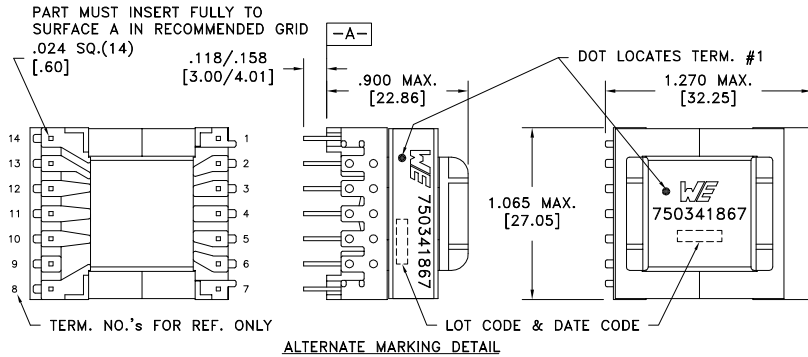 PART MUST INSERT FULLY TO
SURFACE A IN RECOMMENDED GRID
.024 SQ.(14)
[.60]
.118/.158
[3.00/4.01]
-A-
.900 MAX.
[22.86]
DOT LOCATES TERM. #1
1.270 MAX.
[32.25]
14
13
12
11
10
9
8
1
2
3
4
5
6
7
WE 750341867
1.065 MAX.
[27.05]
WE
750341867
TERM. NO.'s FOR REF. ONLY
LOT CODE & DATE CODE
ALTERNATE MARKING DETAIL